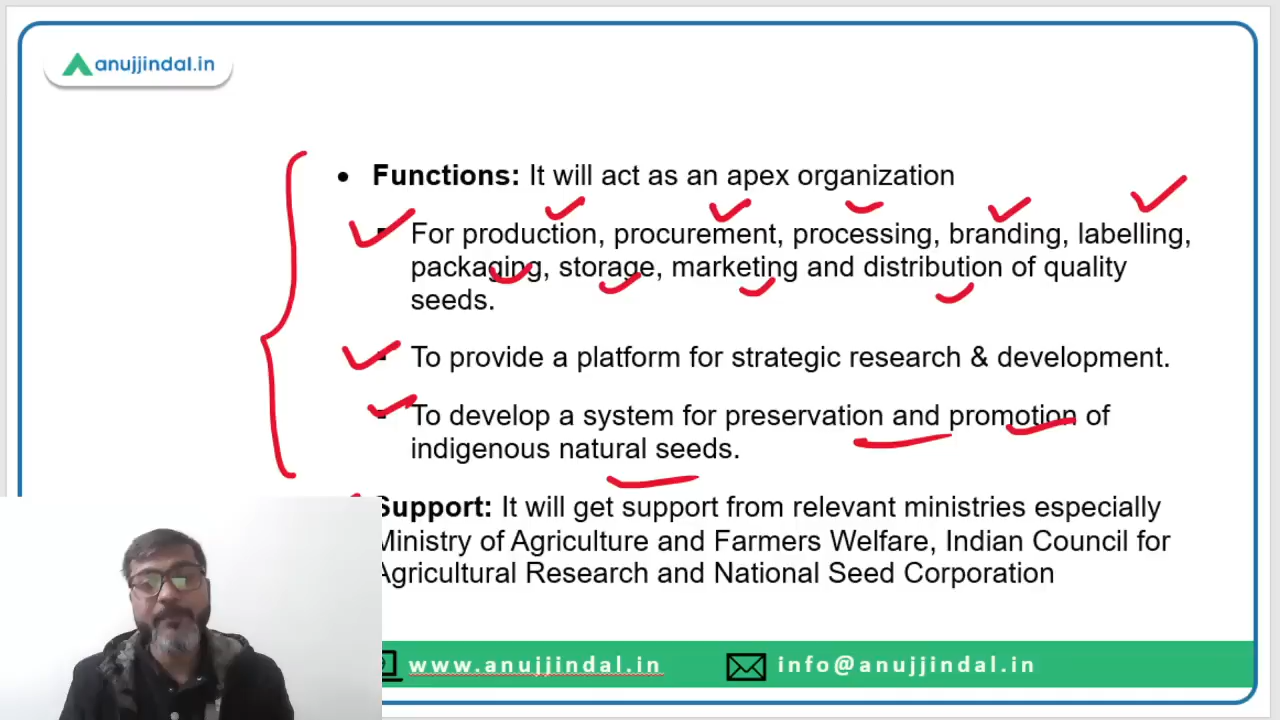 anujjindal.in
• Functions: It will act as an apex organization
For production, procurement, processing, branding, labelling,
packaging, storage, marketing and distribution of quality
seeds.
To provide a platform for strategic research & development.
To develop a system for preservation and promotion of
indigenous natural seeds.
Support: It will get support from relevant ministries especially
Ministry of Agriculture and Farmers Welfare, Indian Council for
Agricultural Research and National Seed Corporation
www.anujjindal.in info@anujjindal.in